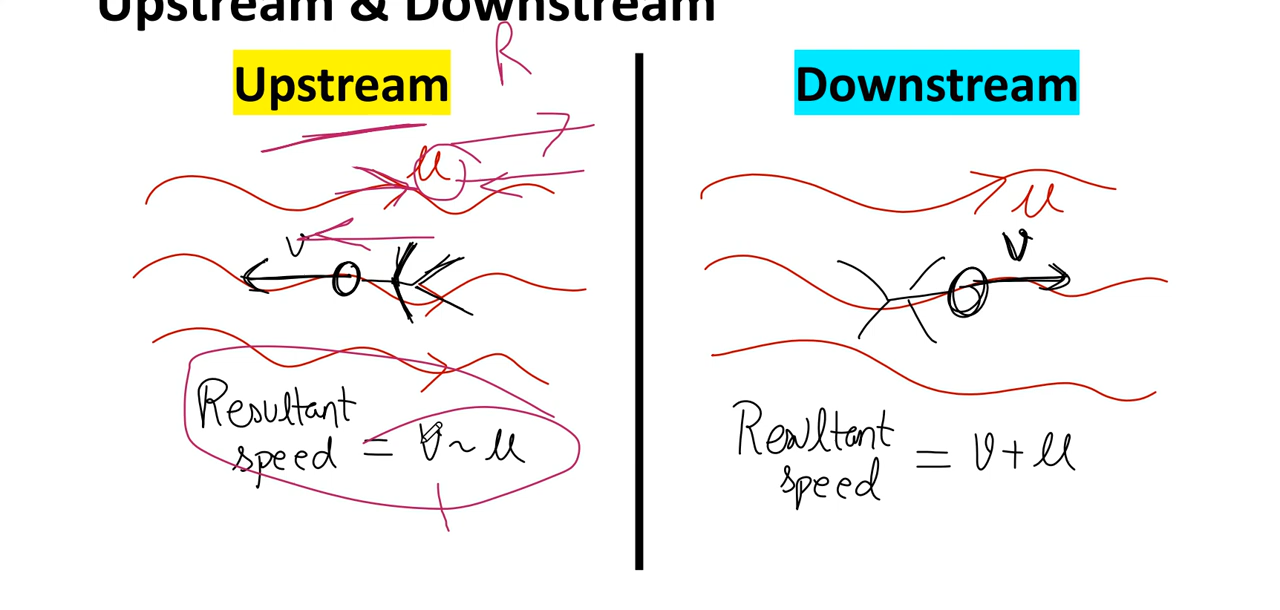 Upstream & Downstream
R
Upstream
u
v
Resultant
speed = v ~ u
Downstream
u
v
Resultant
speed = v + u